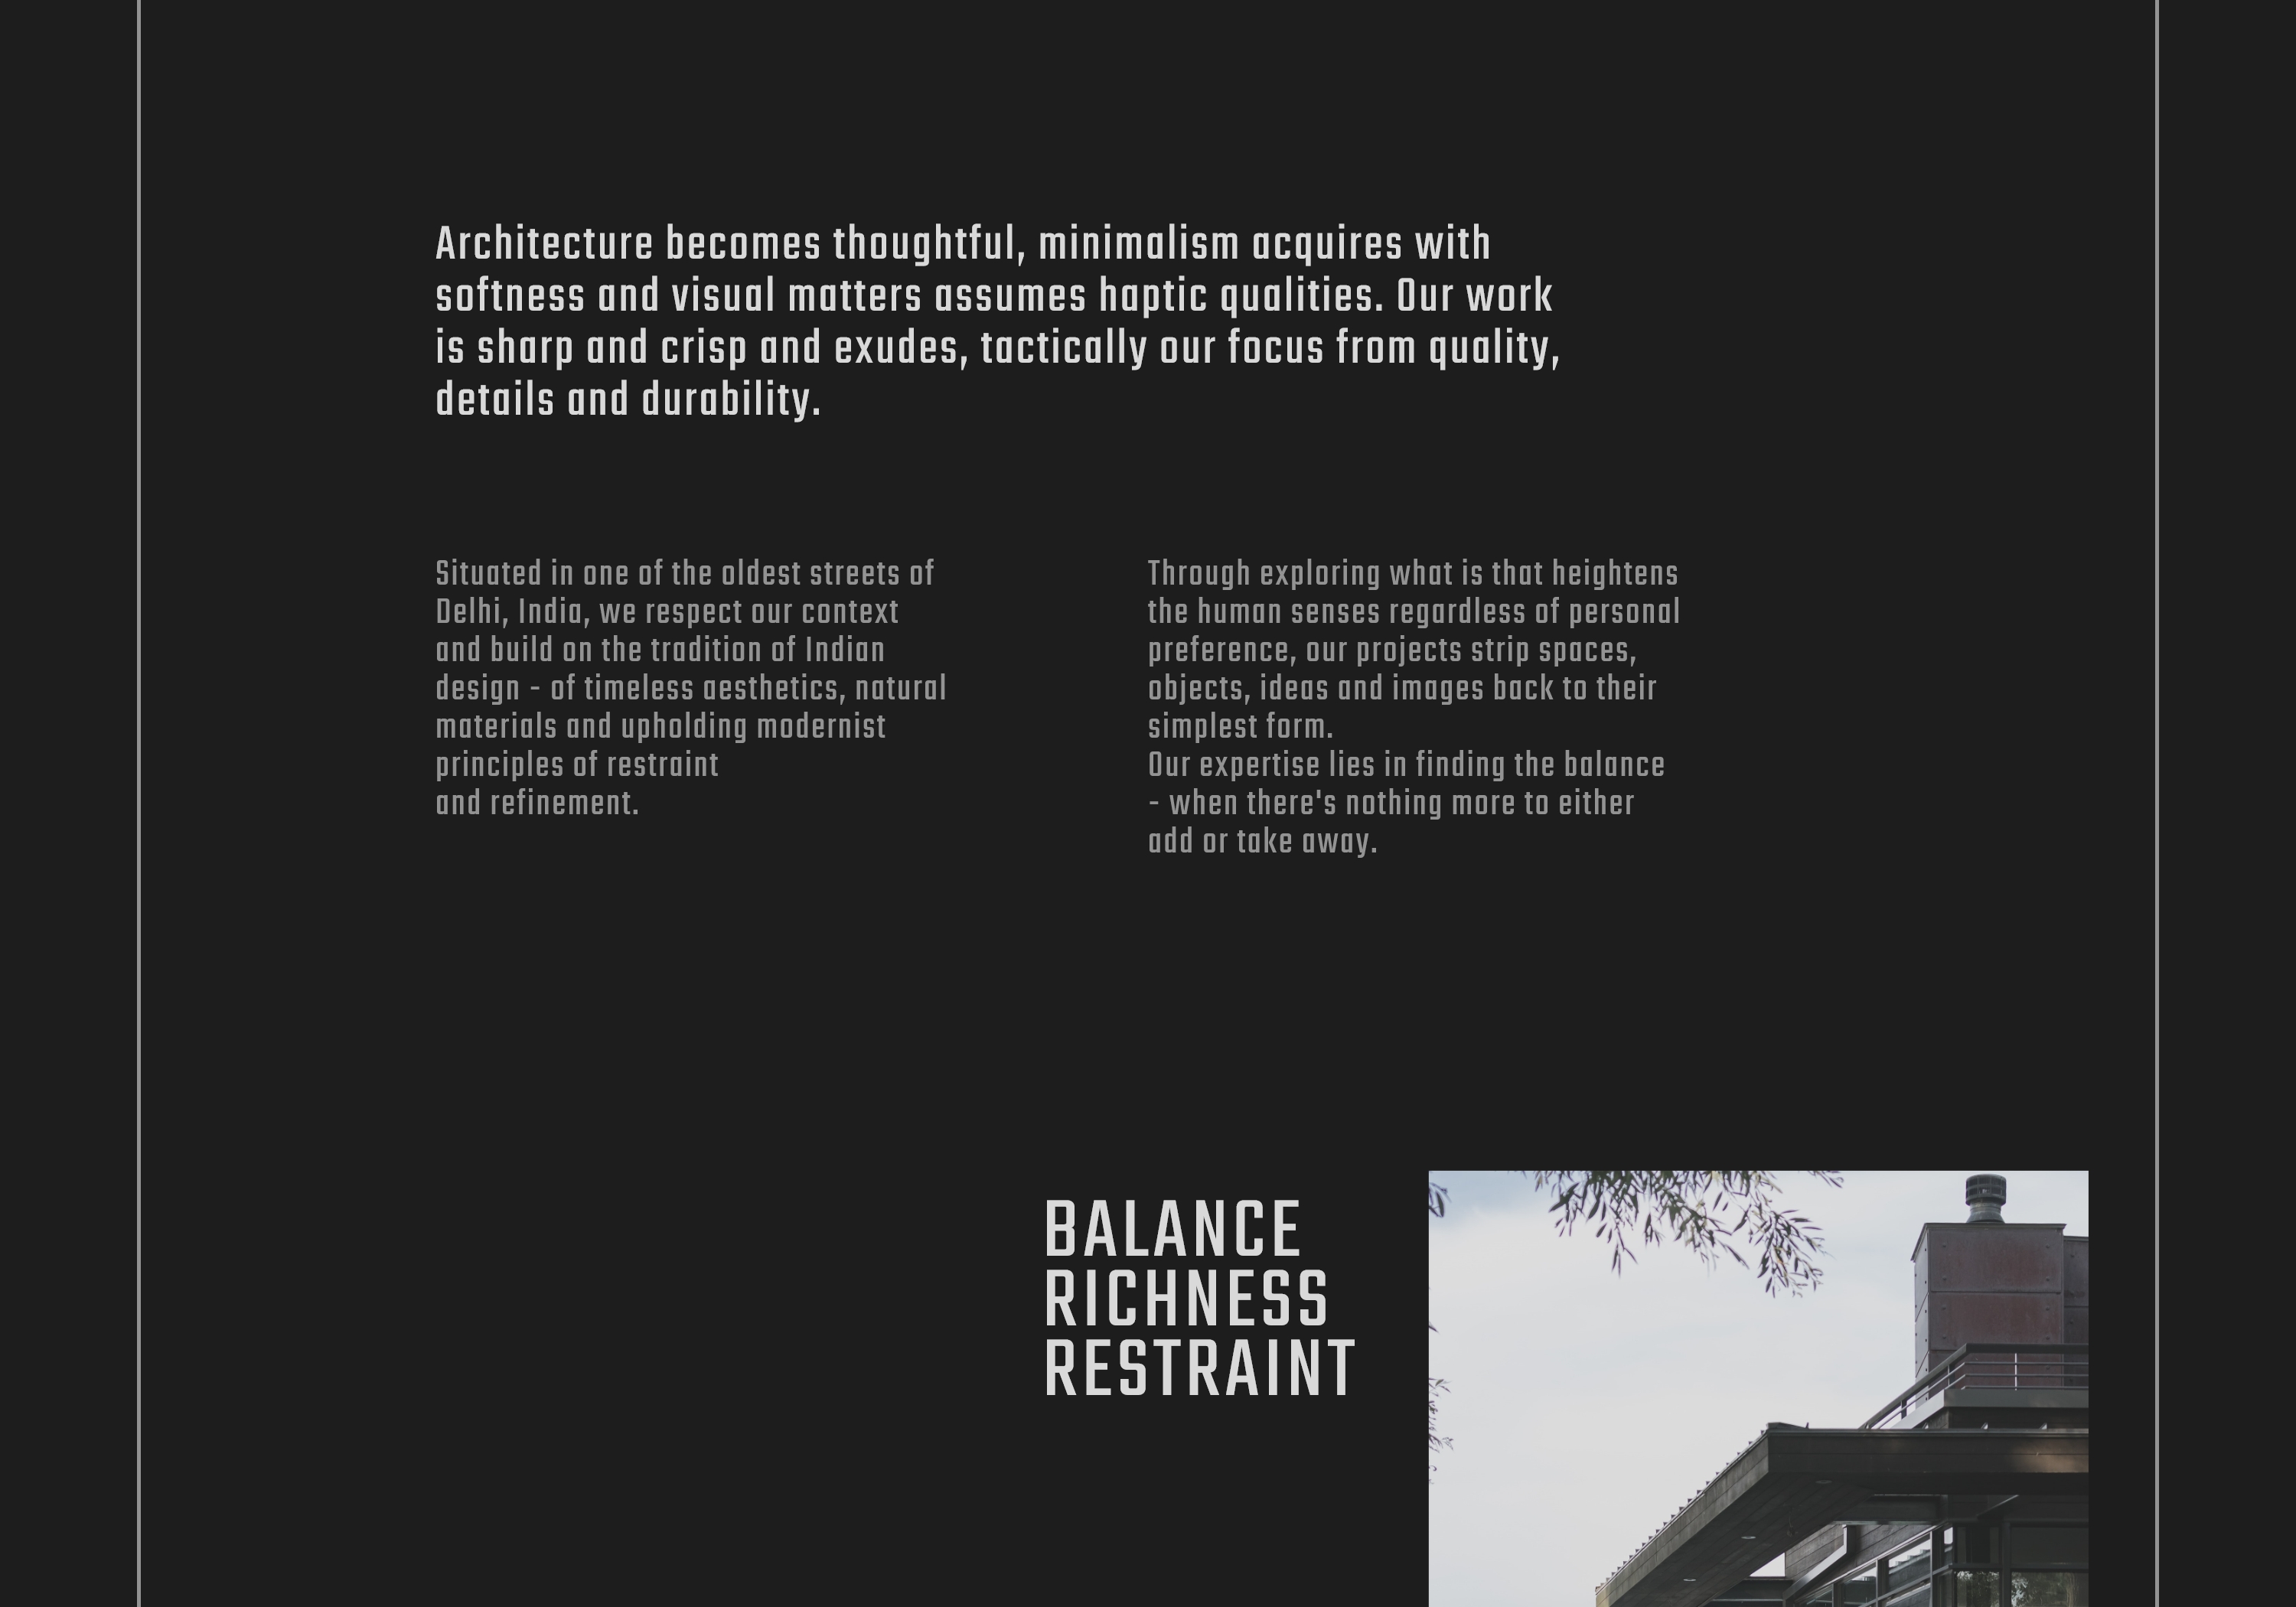 Architecture becomes thoughtful, minimalism acquires with
softness and visual matters assumes haptic qualities. Our work
is sharp and crisp and exudes, tactically our focus from quality,
details and durability.
Situated in one of the oldest streets of
Delhi, India, we respect our context
and build on the tradition of Indian
design - of timeless aesthetics, natural
materials and upholding modernist
principles of restraint
and refinement.
Through exploring what is that heightens
the human senses regardless of personal
preference, our projects strip spaces,
objects, ideas and images back to their
simplest form.
Our expertise lies in finding the balance
- when there's nothing more to either
add or take away.
BALANCE
RICHNESS
RESTRAINT